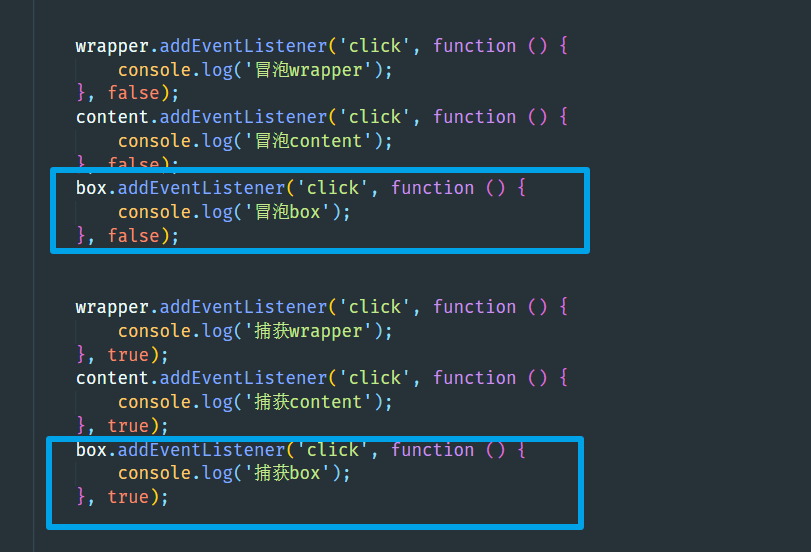 wrapper.addEventListener('click', function () {
console.log('冒泡wrapper');
}, false);
content.addEventListener('click', function () {
console.log('冒泡content');
}, false);
box.addEventListener('click', function () {
console.log('冒泡box');
}, false);
wrapper.addEventListener('click', function () {
console.log('捕获wrapper');
}, true);
content.addEventListener('click', function () {
console.log('捕获content');
}, true);
box.addEventListener('click', function () {
console.log('捕获box');
}, true);